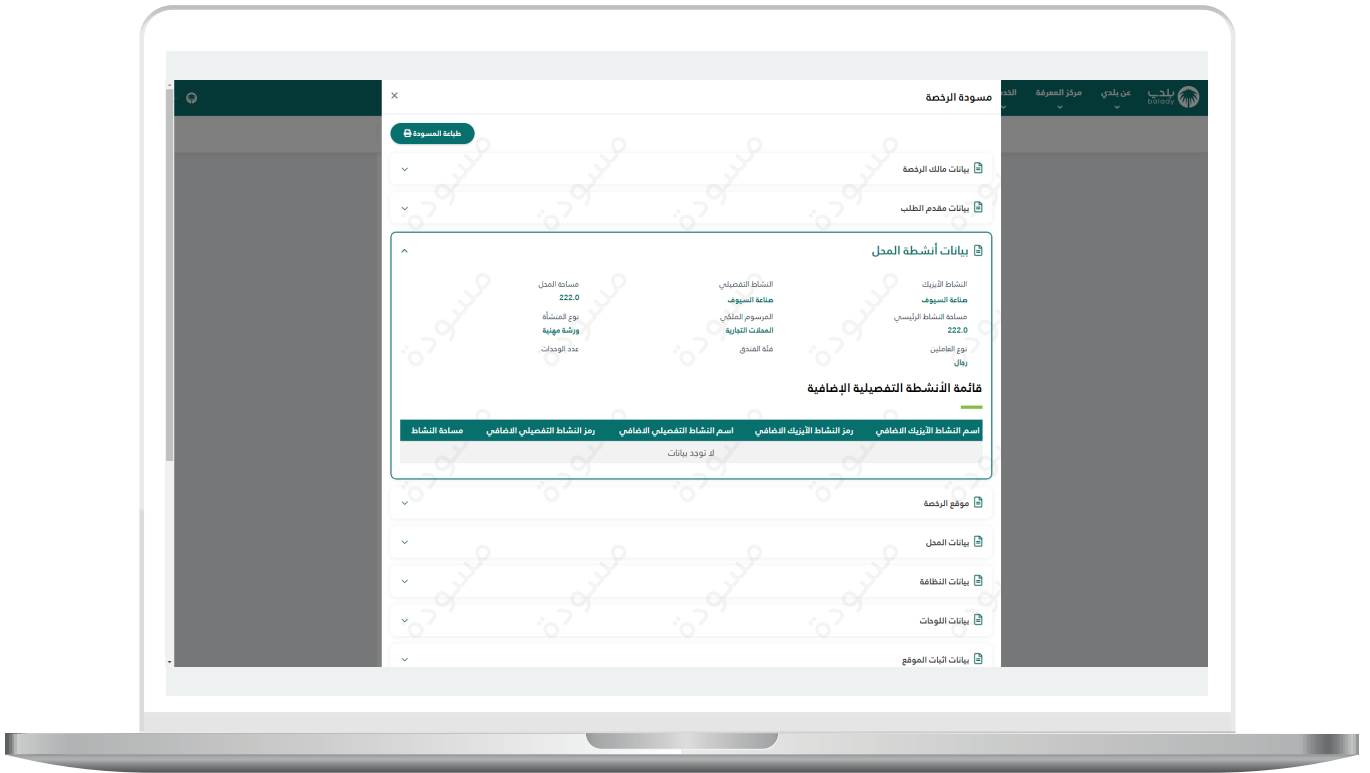 بلدي
balady
عن بلدي
مركز المعرفة
مسودة الرخصة
طباعة المسودة
بيانات مالك الرخصة
بيانات مقدم الطلب
بيانات أنشطة المحل
النشاط الأيزيك
النشاط التفصيلي
مساحة المحل
صناعة السيوف
صناعة السيوف
222.0
مساحة النشاط الرئيسي
المرسوم الملكي
نوع المنشأة
222.0
المحلات التجارية
ورشة مهنية
نوع العاملين
فئة الفندق
عدد الوحدات
رجال
قائمة الأنشطة التفصيلية الإضافية
اسم النشاط الآيزيك الاضافي
رمز النشاط الآيزيك الاضافي
اسم النشاط التفصيلي الاضافي
رمز النشاط التفصيلي الاضافي
مساحة النشاط
لا توجد بيانات
موقع الرخصة
بيانات المحل
بيانات النظافة
بيانات اللوحات
بيانات اثبات الموقع
مسودة